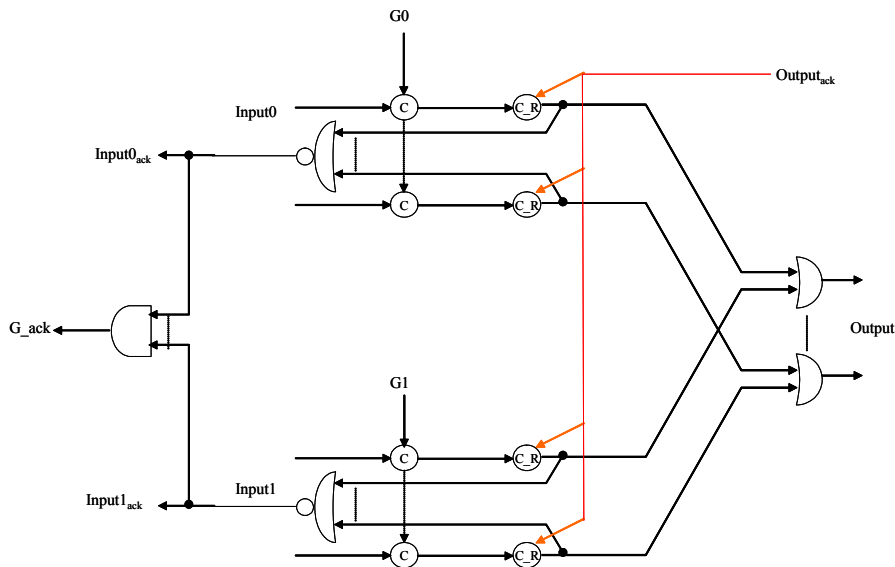 G0
Output_ack
C
C_R
Input0
Input0_ack
C
C_R
G_ack
Output
G1
C
C_R
Input1
Input1_ack
C
C_R